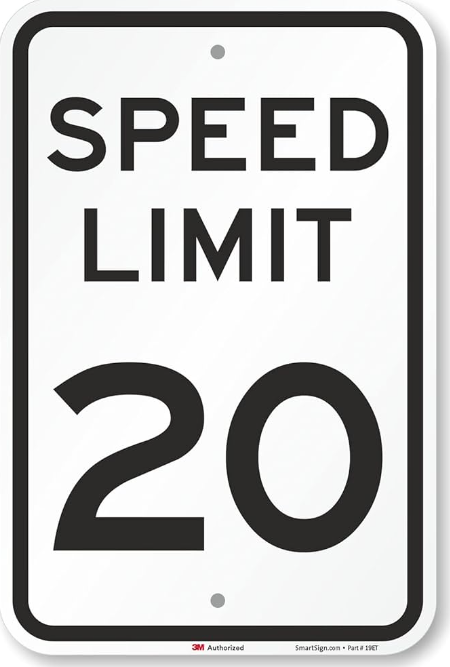 SPEED
LIMIT
20
3M Authorized SmartSign.com • Part # 19ET